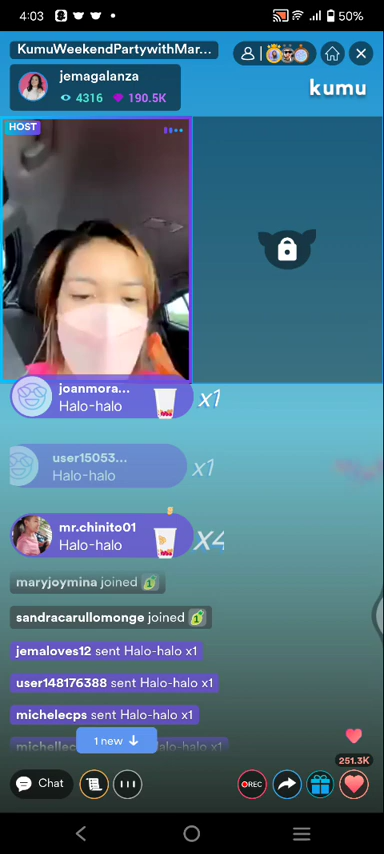 4:03
50%
KumuWeekendPartywithMar...
jemagalanza
4316 190.5K
kumu
HOST
joanmora...
Halo-halo
x1
user15053...
Halo-halo
x1
mr.chinito01
Halo-halo
x4
maryjoymina joined 1
sandracarullomonge joined 1
jemaloves12 sent Halo-halo x1
user148176388 sent Halo-halo x1
michelecps sent Halo-halo x1
1 new
251.3K
Chat
REC